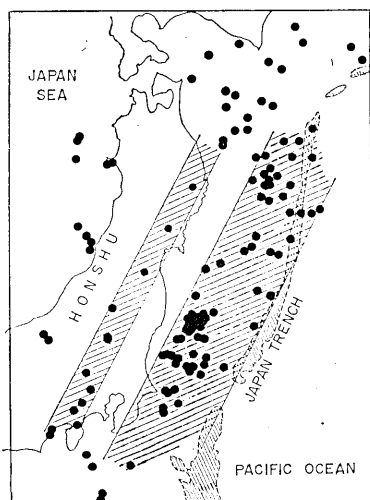 JAPAN
SEA
HONSHU
JAPAN TRENCH
PACIFIC OCEAN